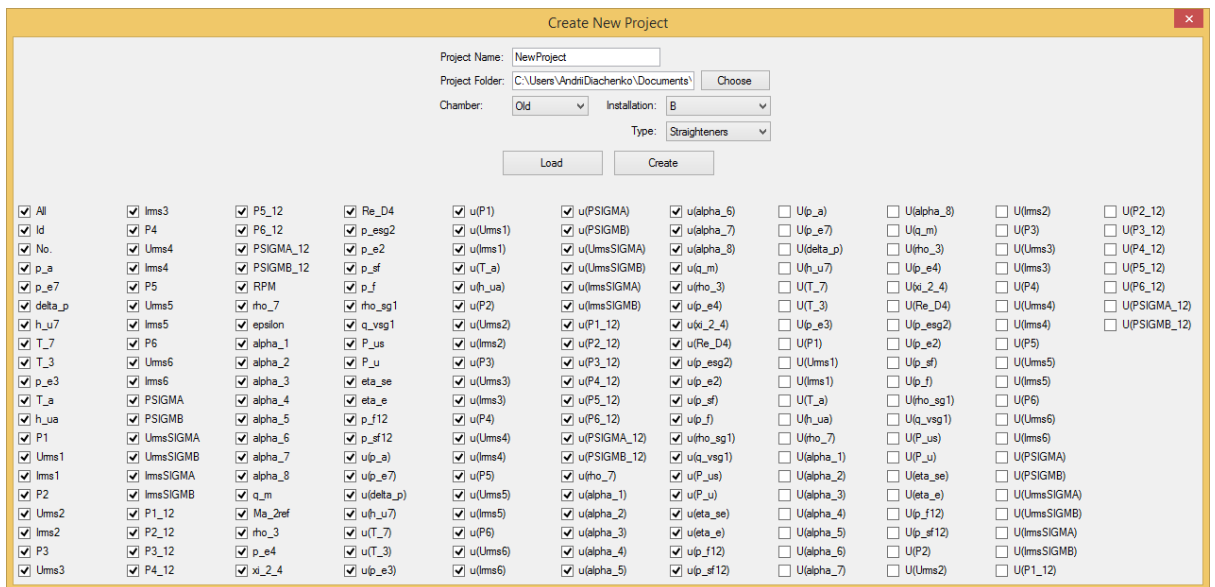 Create New Project
Project Name: NewProject
Project Folder: C:\Users\AndriiDiachenko\Documents\ Choose
Chamber: Old Installation: B
Type: Straighteners
Load Create
All Irms3 P5_12 Re_D4 u(P1) u(PSIGMA) u(alpha_6) U(p_a) U(alpha_8) U(Irms2) U(P2_12)
Id P4 P6_12 p_esg2 u(Urms1) u(PSIGMB) u(alpha_7) U(p_e7) U(q_m) U(P3) U(P3_12)
No. Urms4 PSIGMA_12 p_e2 u(Irms1) u(UrmsSIGMA) u(alpha_8) U(delta_p) U(rho_3) U(Urms3) U(P4_12)
p_a Irms4 PSIGMB_12 p_sf u(T_a) u(UrmsSIGMB) u(q_m) U(h_u7) U(p_e4) U(Irms3) U(P5_12)
p_e7 P5 RPM p_f u(h_ua) u(IrmsSIGMA) u(rho_3) U(T_7) U(xi_2_4) U(P4) U(P6_12)
delta_p Urms5 rho_7 rho_sg1 u(P2) u(IrmsSIGMB) u(p_e4) U(T_3) U(Re_D4) U(Urms4) U(PSIGMA_12)
h_u7 Irms5 epsilon q_vsg1 u(Urms2) u(P1_12) u(xi_2_4) U(p_e3) U(p_esg2) U(Irms4) U(PSIGMB_12)
T_7 P6 alpha_1 P_us u(Irms2) u(P2_12) u(Re_D4) U(P1) U(p_e2) U(P5)
T_3 Urms6 alpha_2 P_u u(P3) u(P3_12) u(p_esg2) U(Urms1) U(p_sf) U(Urms5)
p_e3 Irms6 alpha_3 eta_se u(Urms3) u(P4_12) u(p_e2) U(Irms1) U(p_f) U(Irms5)
T_a PSIGMA alpha_4 eta_e u(Irms3) u(P5_12) u(p_sf) U(T_a) U(rho_sg1) U(P6)
h_ua PSIGMB alpha_5 p_f12 u(P4) u(P6_12) u(p_f) U(h_ua) U(q_vsg1) U(Urms6)
P1 UrmsSIGMA alpha_6 p_sf12 u(Urms4) u(PSIGMA_12) u(rho_sg1) U(rho_7) U(P_us) U(Irms6)
Urms1 UrmsSIGMB alpha_7 u(p_a) u(Irms4) u(PSIGMB_12) u(q_vsg1) U(alpha_1) U(P_u) U(PSIGMA)
Irms1 IrmsSIGMA alpha_8 u(p_e7) u(P5) u(rho_7) u(P_us) U(alpha_2) U(eta_se) U(PSIGMB)
P2 IrmsSIGMB q_m u(delta_p) u(Urms5) u(alpha_1) u(P_u) U(alpha_3) U(eta_e) U(UrmsSIGMA)
Urms2 P1_12 Ma_2ref u(h_u7) u(Irms5) u(alpha_2) u(eta_se) U(alpha_4) U(p_f12) U(UrmsSIGMB)
Irms2 P2_12 rho_3 u(T_7) u(P6) u(alpha_3) u(eta_e) U(alpha_5) U(p_sf12) U(IrmsSIGMA)
P3 P3_12 p_e4 u(T_3) u(Urms6) u(alpha_4) u(p_f12) U(alpha_6) U(P2) U(IrmsSIGMB)
Urms3 P4_12 xi_2_4 u(p_e3) u(Irms6) u(alpha_5) u(p_sf12) U(alpha_7) U(Urms2) U(P1_12)